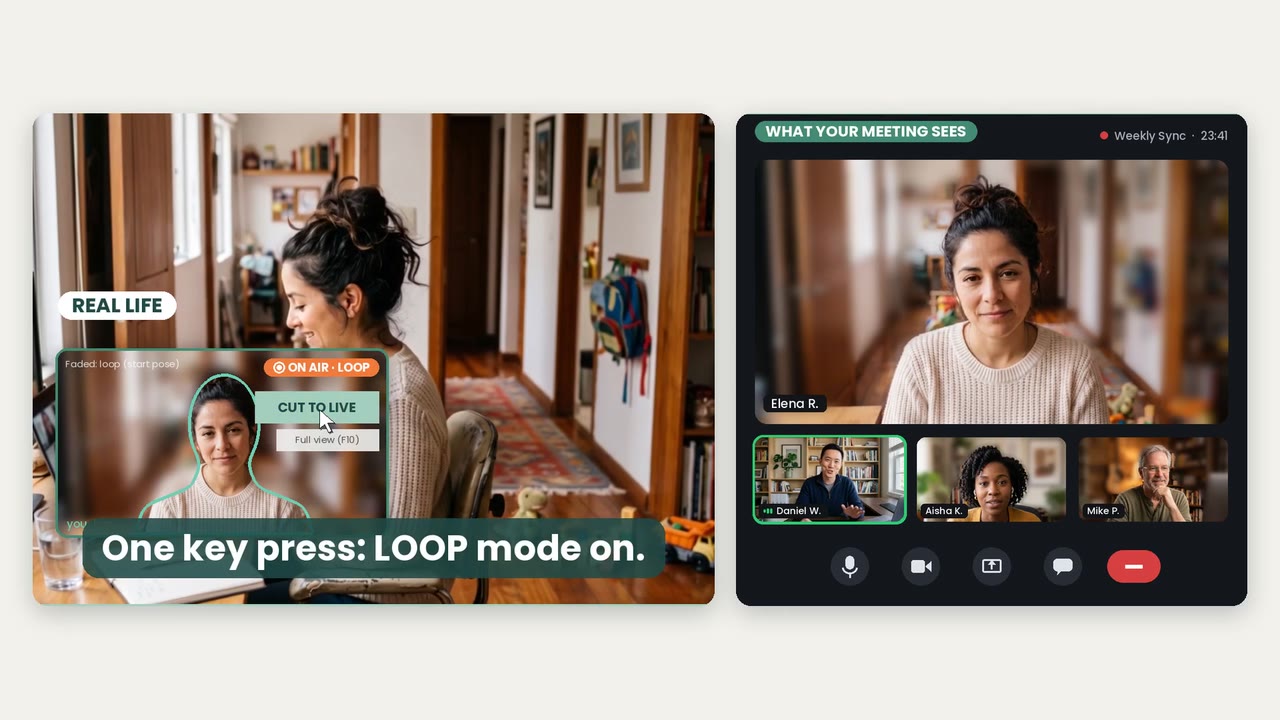 REAL LIFE
Faded: loop (start pose)
ON AIR · LOOP
CUT TO LIVE
Full view (F10)
you
One key press: LOOP mode on.
WHAT YOUR MEETING SEES
Weekly Sync · 23:41
Elena R.
Daniel W.
Aisha K.
Mike P.